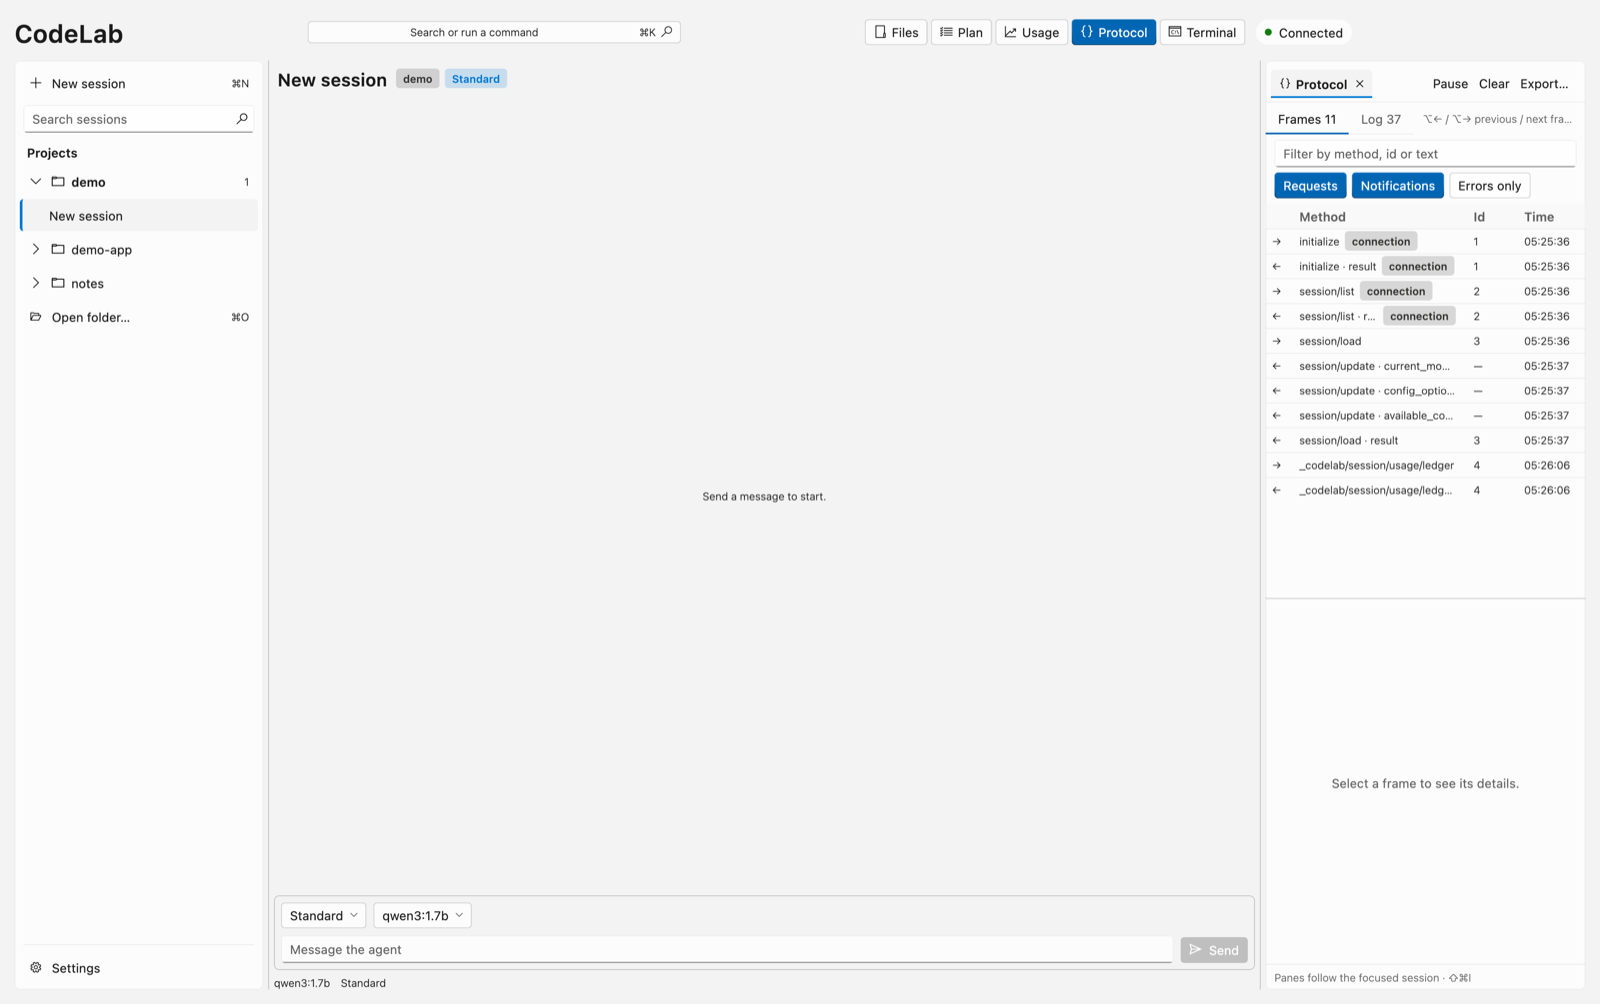 CodeLab
Search or run a command ⌘K
Files Plan Usage {} Protocol Terminal Connected
New session ⌘N
Search sessions
Projects
demo 1
New session
demo-app
notes
Open folder... ⌘O
Settings
New session demo Standard
Send a message to start.
Standard qwen3:1.7b
Message the agent
Send
qwen3:1.7b Standard
{} Protocol × Pause Clear Export...
Frames 11 Log 37 ⌥← / ⌥→ previous / next fra...
Filter by method, id or text
Requests Notifications Errors only
Method Id Time
→ initialize connection 1 05:25:36
← initialize · result connection 1 05:25:36
→ session/list connection 2 05:25:36
← session/list · r... connection 2 05:25:36
→ session/load 3 05:25:36
← session/update · current_mo... — 05:25:37
← session/update · config_optio... — 05:25:37
← session/update · available_co... — 05:25:37
← session/load · result 3 05:25:37
→ _codelab/session/usage/ledger 4 05:26:06
← _codelab/session/usage/ledg... 4 05:26:06
Select a frame to see its details.
Panes follow the focused session · ⇧⌘I